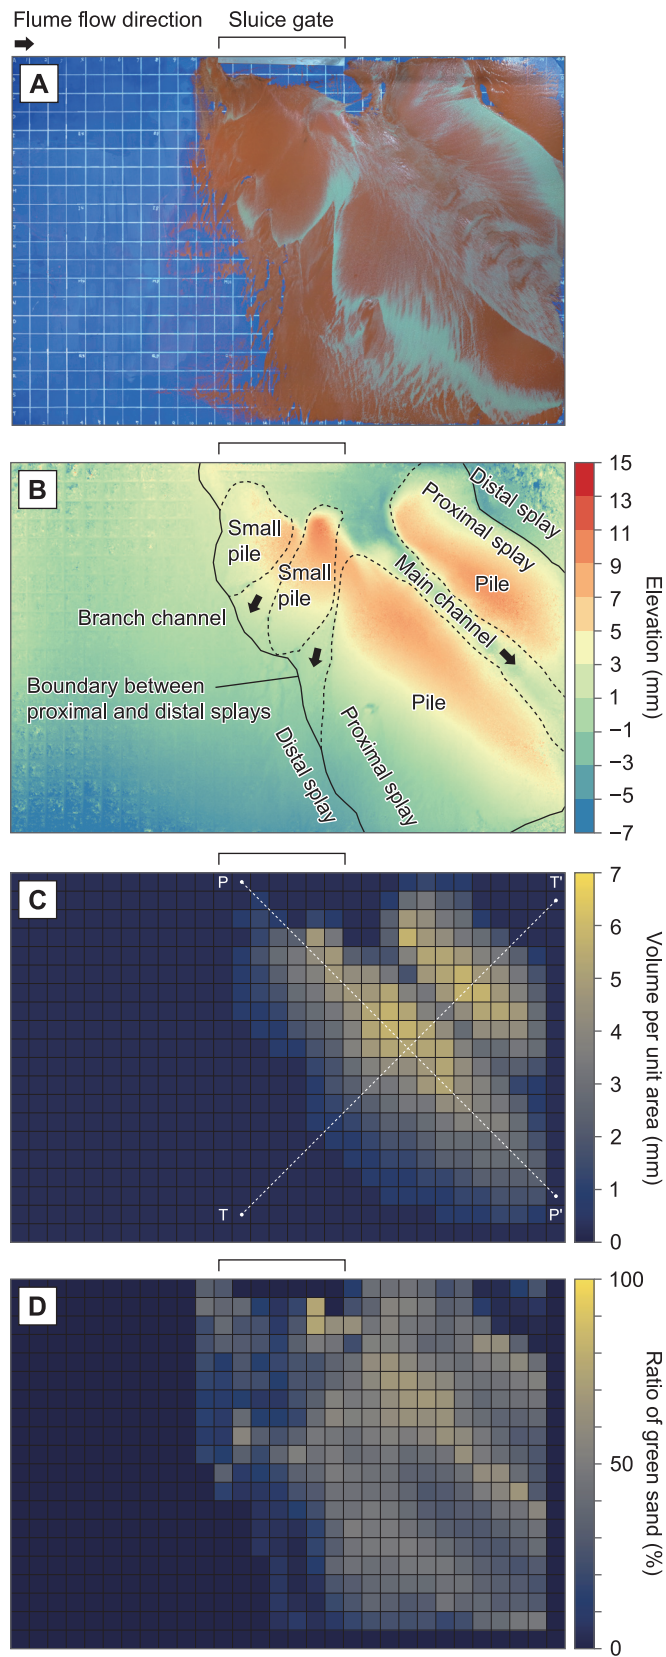 Flume flow direction
Sluice gate
A
B
Distal splay
Proximal splay
Small
pile
Small
pile
Pile
Main channel
Branch channel
Boundary between
proximal and distal splays
Pile
Proximal splay
Distal splay
15
13
11
9
7
5
3
1
−1
−3
−5
−7
Elevation (mm)
C
P
T'
T
P'
7
6
5
4
3
2
1
0
Volume per unit area (mm)
D
100
50
0
Ratio of green sand (%)